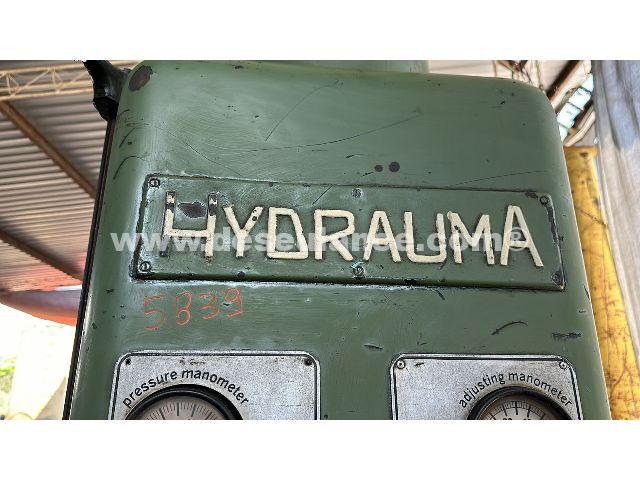 HYDRAUMA
5839
pressure manometer
adjusting manometer